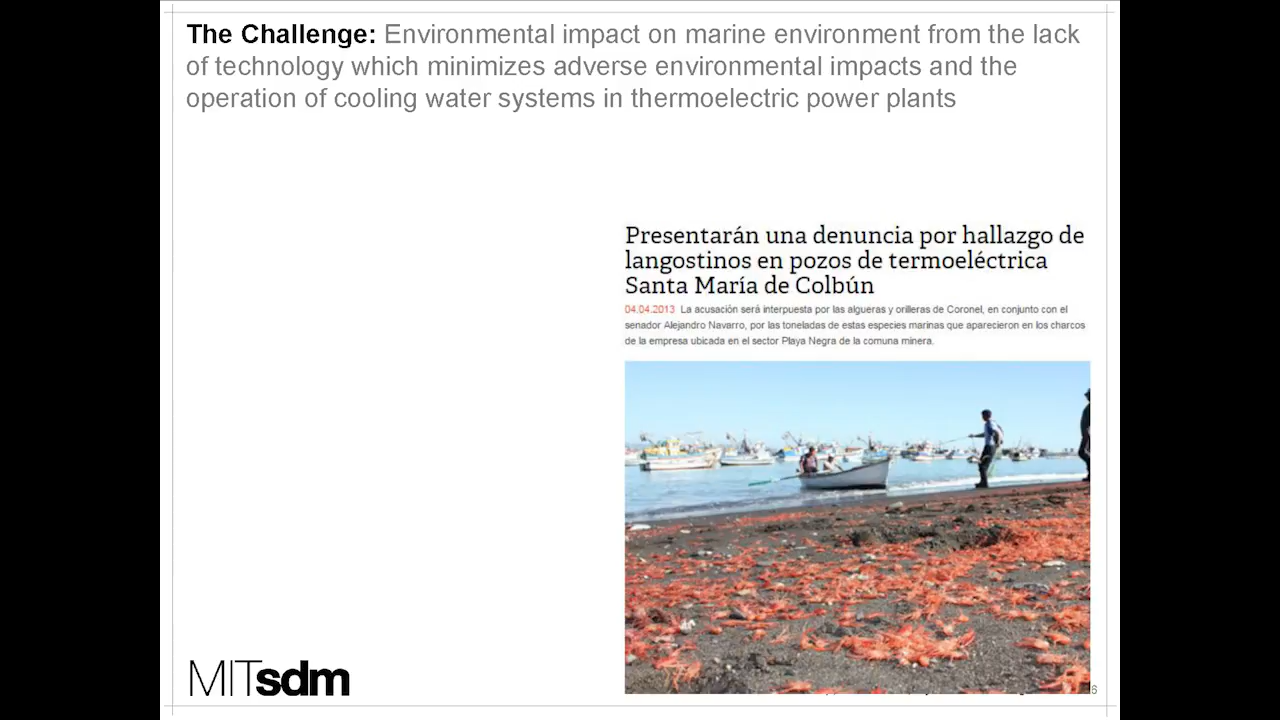 The Challenge: Environmental impact on marine environment from the lack
of technology which minimizes adverse environmental impacts and the
operation of cooling water systems in thermoelectric power plants
Presentarán una denuncia por hallazgo de
langostinos en pozos de termoeléctrica
Santa María de Colbún
04.04.2013 La acusación será interpuesta por las algueras y orilleras de Coronel, en conjunto con el
senador Alejandro Navarro, por las toneladas de estas especies marinas que aparecieron en los charcos
de la empresa ubicada en el sector Playa Negra de la comuna minera.
MITsdm
6